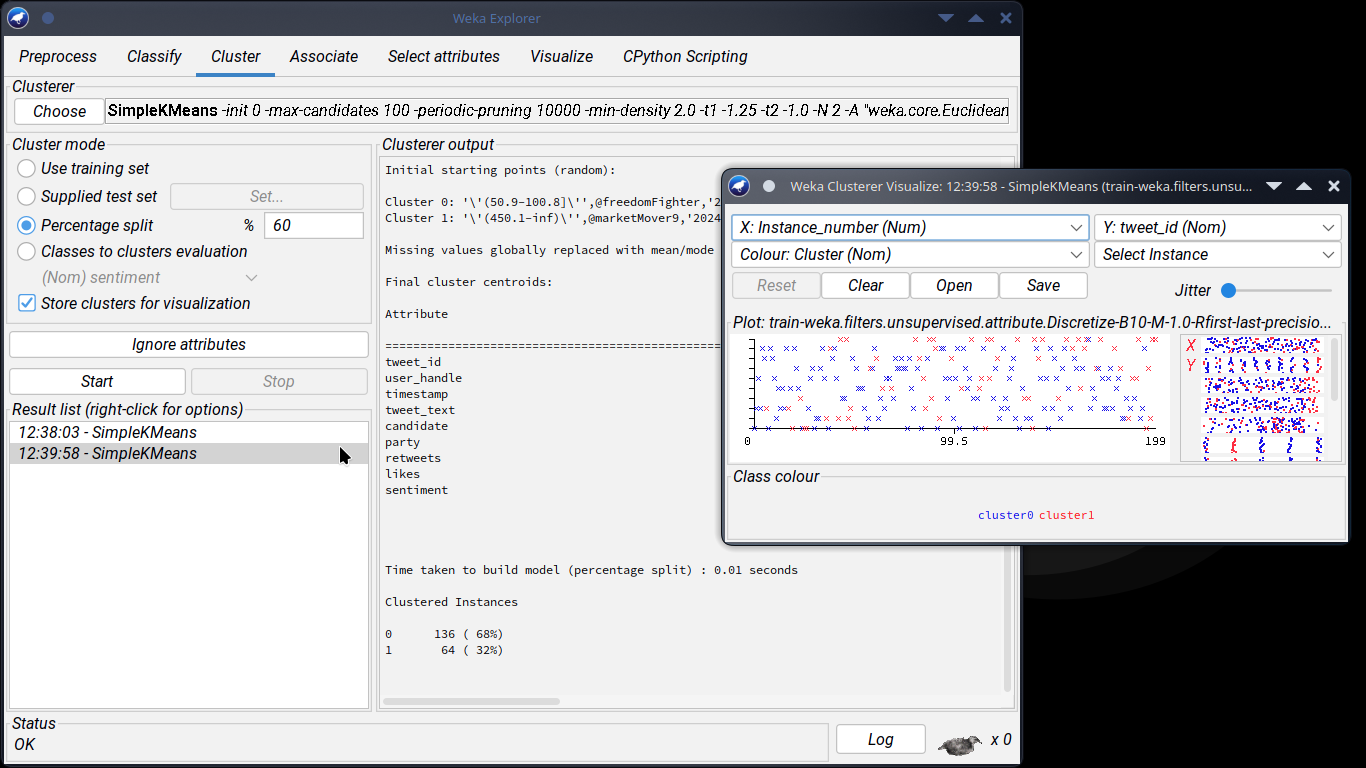 Weka Explorer
Preprocess Classify Cluster Associate Select attributes Visualize CPython Scripting
Clusterer
Choose SimpleKMeans -init 0 -max-candidates 100 -periodic-pruning 10000 -min-density 2.0 -t1 -1.25 -t2 -1.0 -N 2 -A "weka.core.Euclidean
Cluster mode
Use training set
Supplied test set Set...
Percentage split % 60
Classes to clusters evaluation
(Nom) sentiment
Store clusters for visualization
Ignore attributes
Start Stop
Result list (right-click for options)
12:38:03 - SimpleKMeans
12:39:58 - SimpleKMeans
Clusterer output
Initial starting points (random):
Cluster 0: '\'(50.9-100.8]\'',@freedomFighter,'2
Cluster 1: '\'(450.1-inf)\'',@marketMover9,'2024
Missing values globally replaced with mean/mode
Final cluster centroids:
Attribute
================================================
tweet_id
user_handle
timestamp
tweet_text
candidate
party
retweets
likes
sentiment
Time taken to build model (percentage split) : 0.01 seconds
Clustered Instances
0 136 ( 68%)
1 64 ( 32%)
Status
OK
Log x 0
Weka Clusterer Visualize: 12:39:58 - SimpleKMeans (train-weka.filters.unsu...
X: Instance_number (Num) Y: tweet_id (Nom)
Colour: Cluster (Nom) Select Instance
Reset Clear Open Save Jitter
Plot: train-weka.filters.unsupervised.attribute.Discretize-B10-M-1.0-Rfirst-last-precisio...
X
Y
0 99.5 199
Class colour
cluster0 cluster1